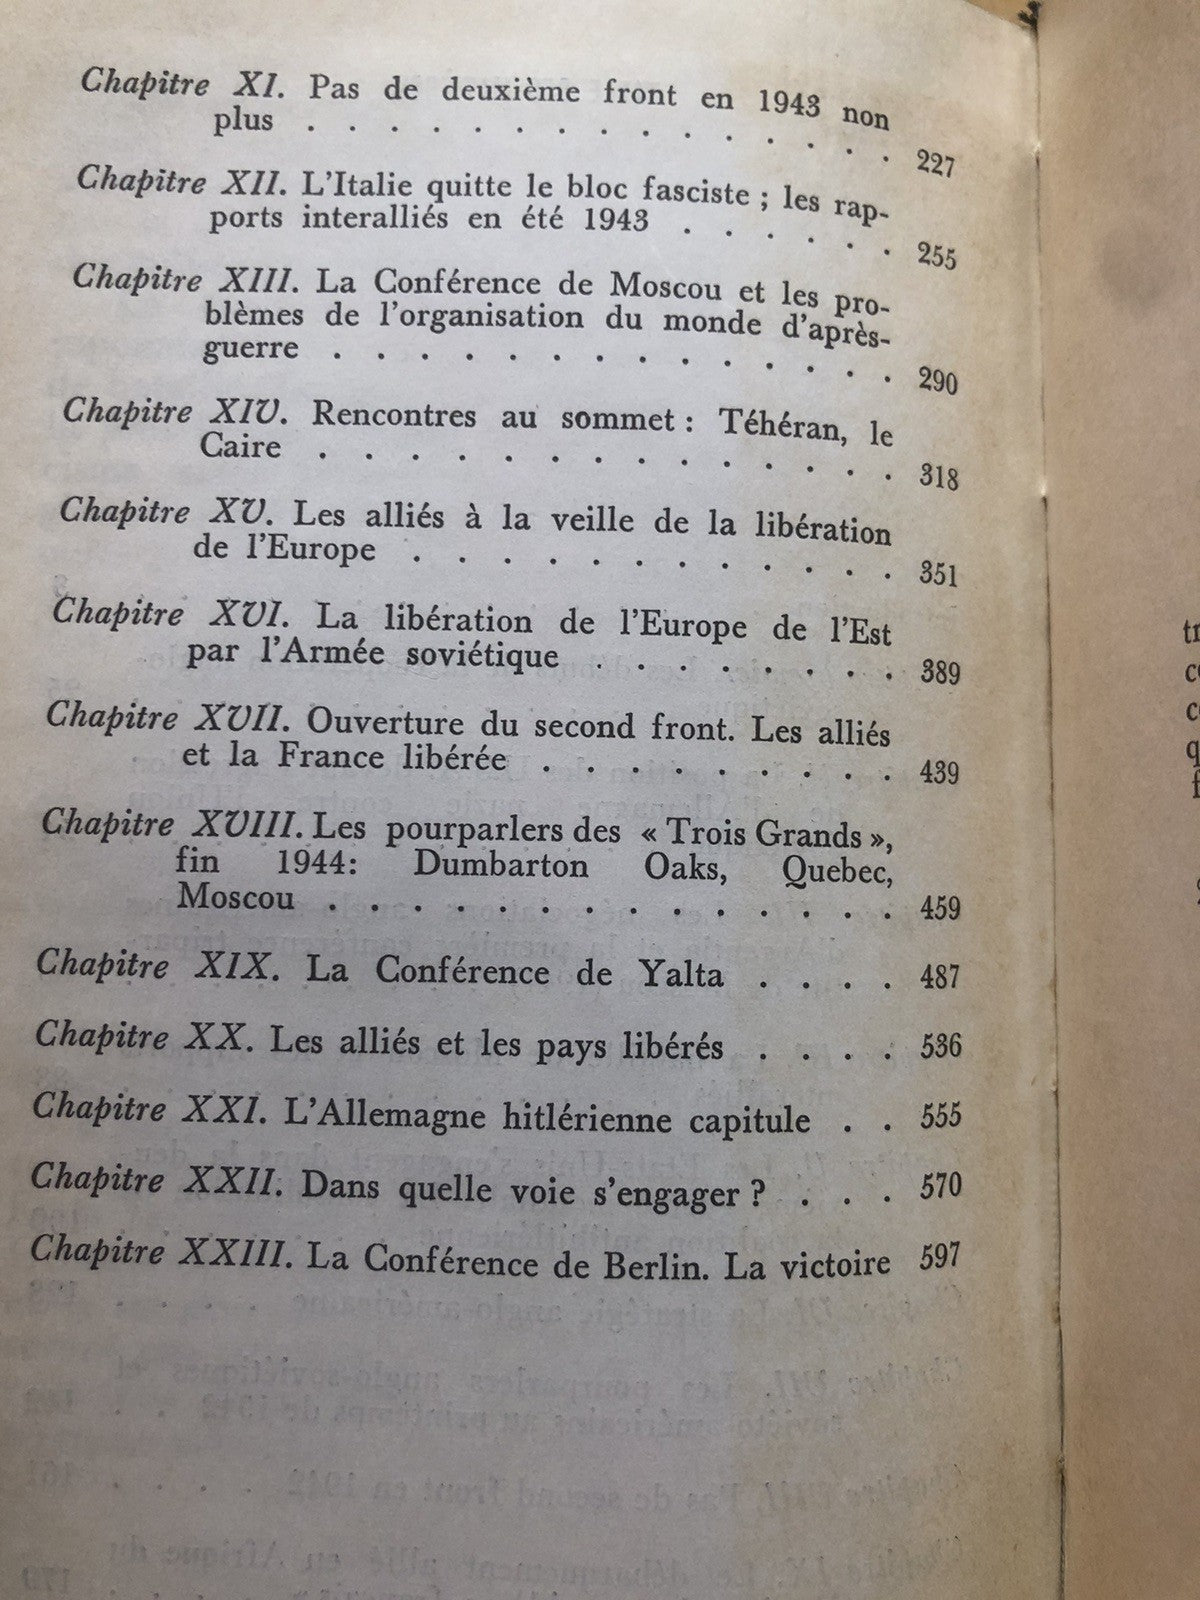 Chapitre XI. Pas de deuxième front en 1943 non
plus . . . . . . . . . . . . . . 227
Chapitre XII. L'Italie quitte le bloc fasciste ; les rap-
ports interalliés en été 1943 . . . . . . 255
Chapitre XIII. La Conférence de Moscou et les pro-
blèmes de l'organisation du monde d'après-
guerre . . . . . . . . . . . . . 290
Chapitre XIV. Rencontres au sommet : Téhéran, le
Caire . . . . . . . . . . . . . 318
Chapitre XV. Les alliés à la veille de la libération
de l'Europe . . . . . . . . . . . . 351
Chapitre XVI. La libération de l'Europe de l'Est
par l'Armée soviétique . . . . . . . . 389
Chapitre XVII. Ouverture du second front. Les alliés
et la France libérée . . . . . . . . . 439
Chapitre XVIII. Les pourparlers des « Trois Grands »,
fin 1944: Dumbarton Oaks, Quebec,
Moscou . . . . . . . . . . . . . . 459
Chapitre XIX. La Conférence de Yalta . . . . 487
Chapitre XX. Les alliés et les pays libérés . . . . 536
Chapitre XXI. L'Allemagne hitlérienne capitule . . 555
Chapitre XXII. Dans quelle voie s'engager ? . . . 570
Chapitre XXIII. La Conférence de Berlin. La victoire 597